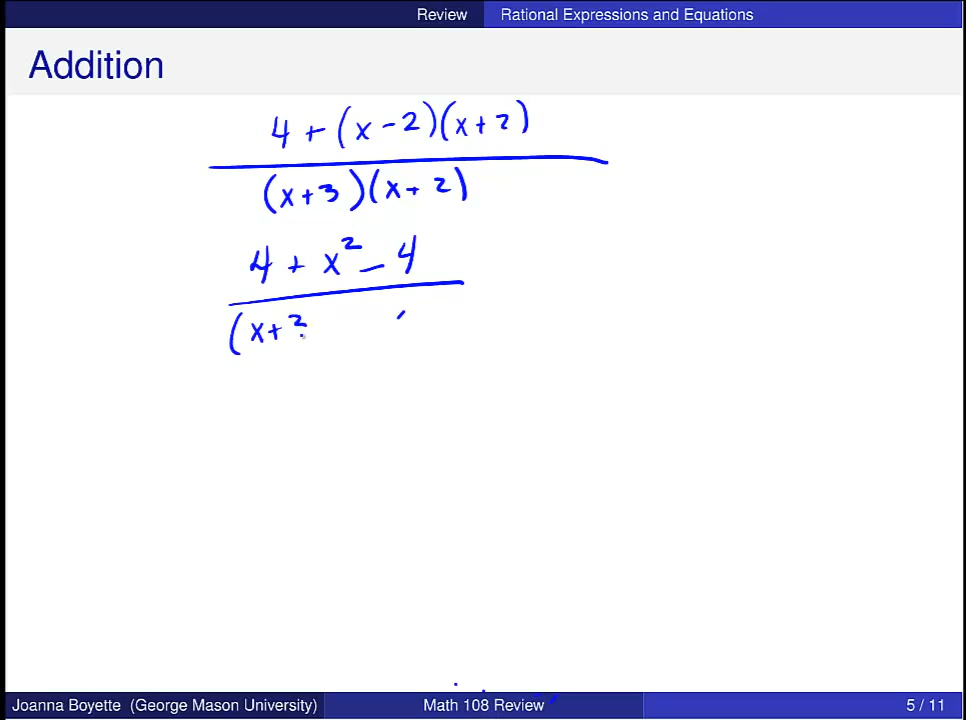 Review Rational Expressions and Equations
Addition
4 + (x - 2)(x + 2)
(x + 3)(x + 2)
4 + x² - 4
(x + 3
Joanna Boyette (George Mason University) Math 108 Review 5 / 11